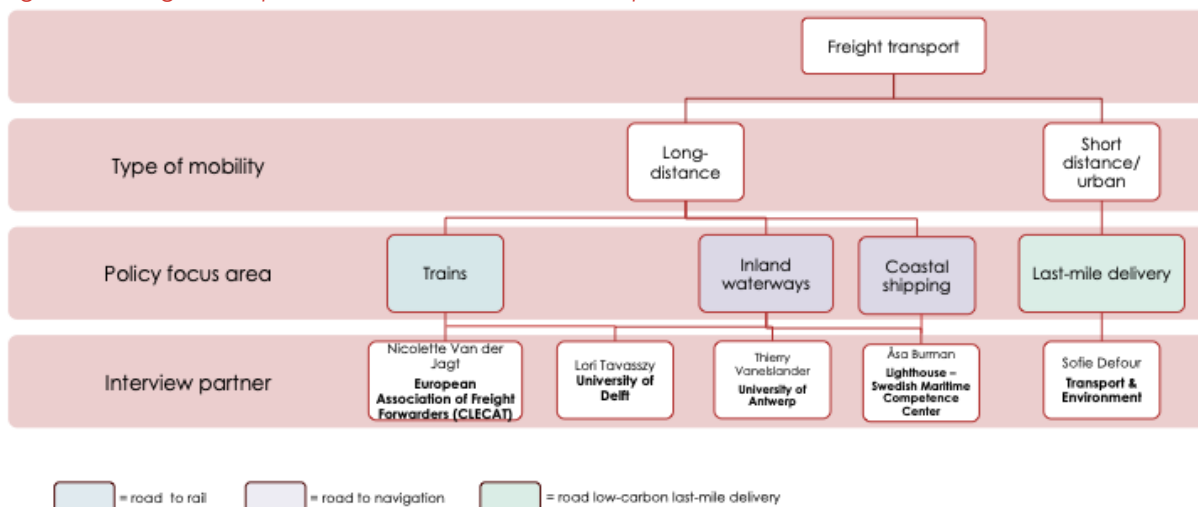 Freight transport
Type of mobility
Long-
distance
Short
distance/
urban
Policy focus area
Trains
Inland
waterways
Coastal
shipping
Last-mile delivery
Interview partner
Nicolette Van der
Jagt
European
Association of Freight
Forwarders (CLECAT)
Lori Tavasszy
University of
Delft
Thierry
Vanelslander
University of
Antwerp
Åsa Burman
Lighthouse –
Swedish Maritime
Competence
Center
Sofie Defour
Transport &
Environment
= road to rail
= road to navigation
= road low-carbon last-mile delivery